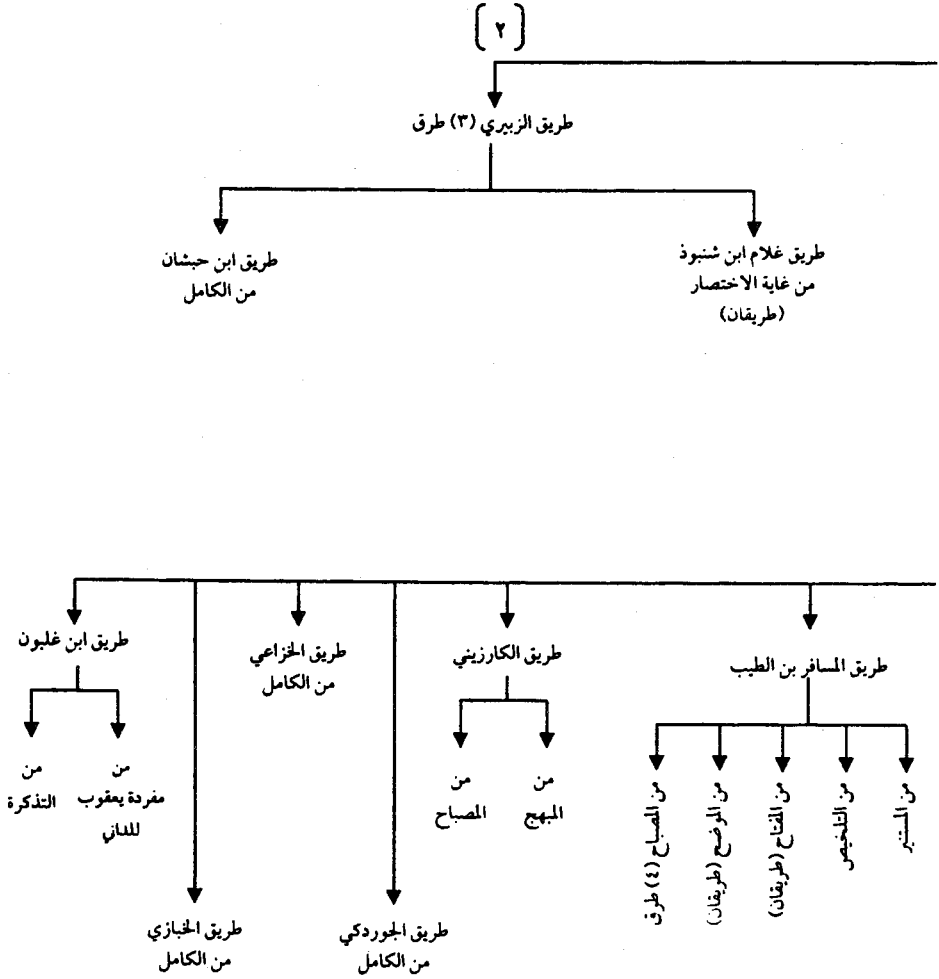 [ ٢ ]
طريق الزبيري (٣) طرق
طريق غلام ابن شنبوذ
من غاية الاختصار
(طريقان)
طريق ابن حبشان
من الكامل
طريق المسافر بن الطيب
من المستنير
من التلخيص
من المفتاح (طريقان)
من الموضح (طريقان)
من المصباح (٤) طرق
طريق الكارزيني
من
المبهج
من
المصباح
طريق الجوردكي
من الكامل
طريق الخزاعي
من الكامل
طريق الخبازي
من الكامل
طريق ابن غلبون
من
مفردة يعقوب
للداني
من
التذكرة